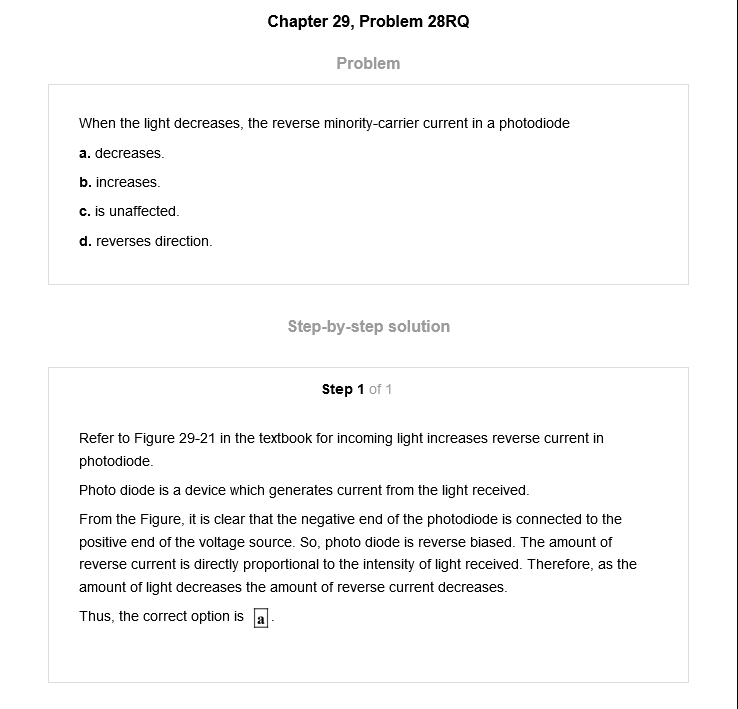 Chapter 29, Problem 28RQ
Problem
When the light decreases, the reverse minority-carrier current in a photodiode
a. decreases.
b. increases.
c. is unaffected.
d. reverses direction.
Step-by-step solution
Step 1 of 1
Refer to Figure 29-21 in the textbook for incoming light increases reverse current in
photodiode.
Photo diode is a device which generates current from the light received.
From the Figure, it is clear that the negative end of the photodiode is connected to the
positive end of the voltage source. So, photo diode is reverse biased. The amount of
reverse current is directly proportional to the intensity of light received. Therefore, as the
amount of light decreases the amount of reverse current decreases.
Thus, the correct option is a.